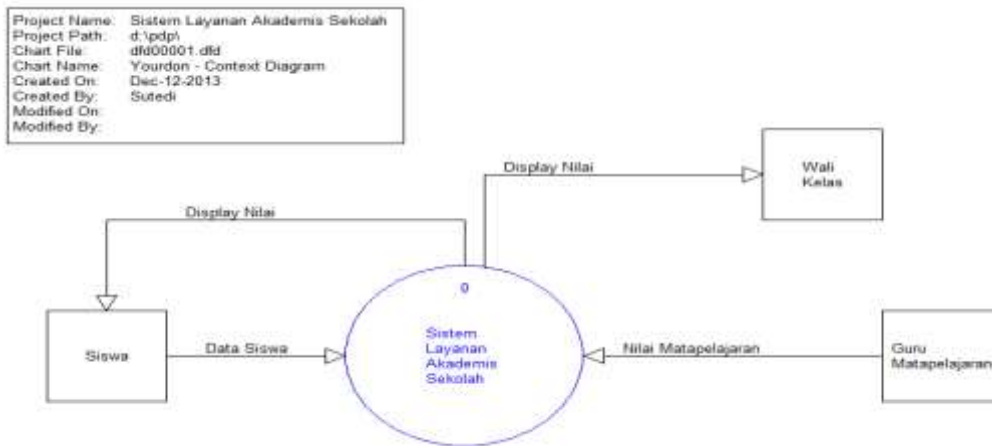 Project Name: Sistem Layanan Akademis Sekolah
Project Path: d:\pdp\
Chart File: dfd00001.dfd
Chart Name: Yourdon - Context Diagram
Created On: Dec-12-2013
Created By: Sutedi
Modified On:
Modified By:
Display Nilai
Wali
Kelas
Display Nilai
0
Sistem
Layanan
Akademis
Sekolah
Siswa
Data Siswa
Nilai Matapelajaran
Guru
Matapelajaran